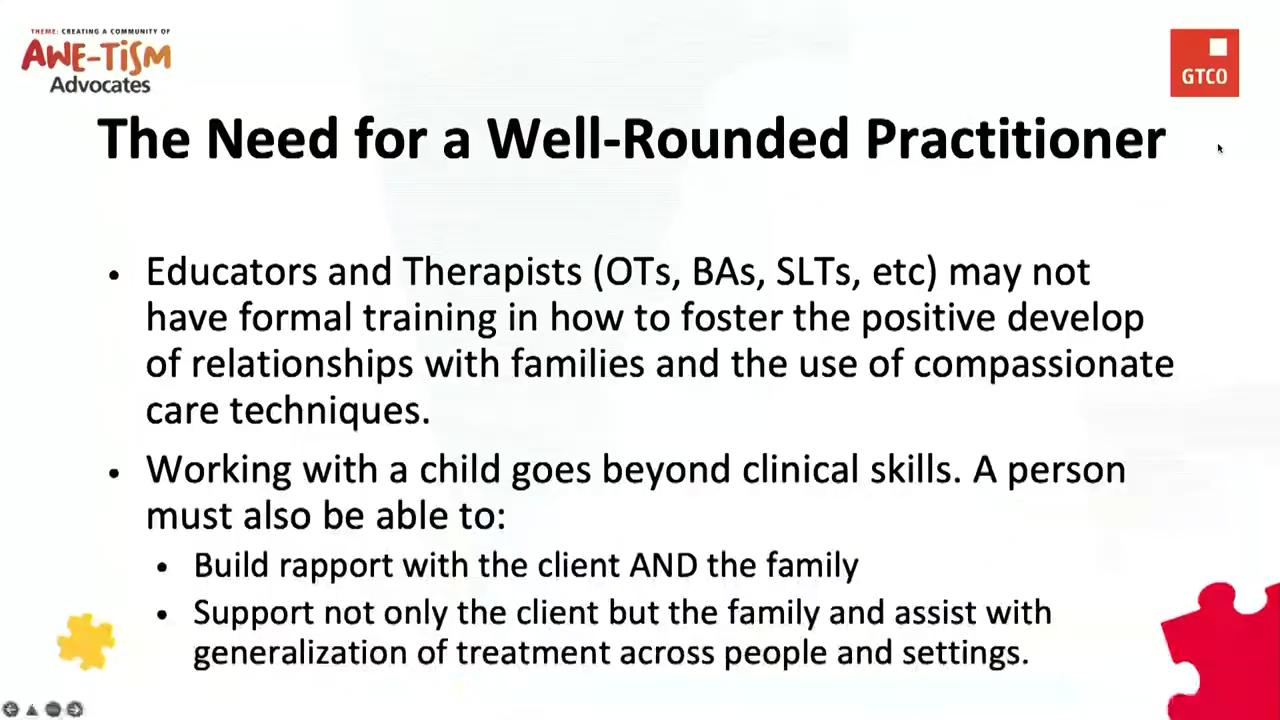 THEME: CREATING A COMMUNITY OF
AWE-TiSM
Advocates
GTCO
The Need for a Well-Rounded Practitioner
• Educators and Therapists (OTs, BAs, SLTs, etc) may not
have formal training in how to foster the positive develop
of relationships with families and the use of compassionate
care techniques.
• Working with a child goes beyond clinical skills. A person
must also be able to:
• Build rapport with the client AND the family
• Support not only the client but the family and assist with
generalization of treatment across people and settings.